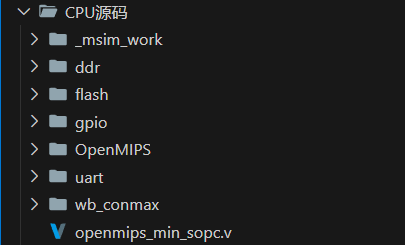 CPU源码
_msim_work
ddr
flash
gpio
OpenMIPS
uart
wb_conmax
openmips_min_sopc.v